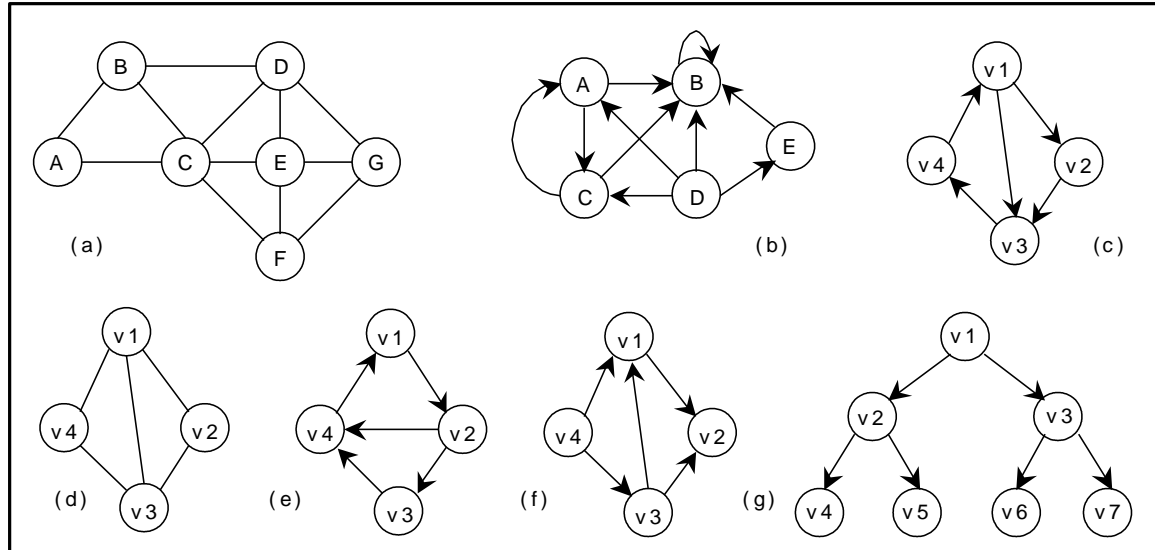 B D
A B
v1
A C E G
E
v4 v2
C D
(a)
(b)
v3
(c)
F
v1
v1
v1
v1
v4 v2
v4 v2
v4 v2
v2 v3
(d)
v3
(e)
v3
(f)
v3
(g)
v4 v5 v6 v7